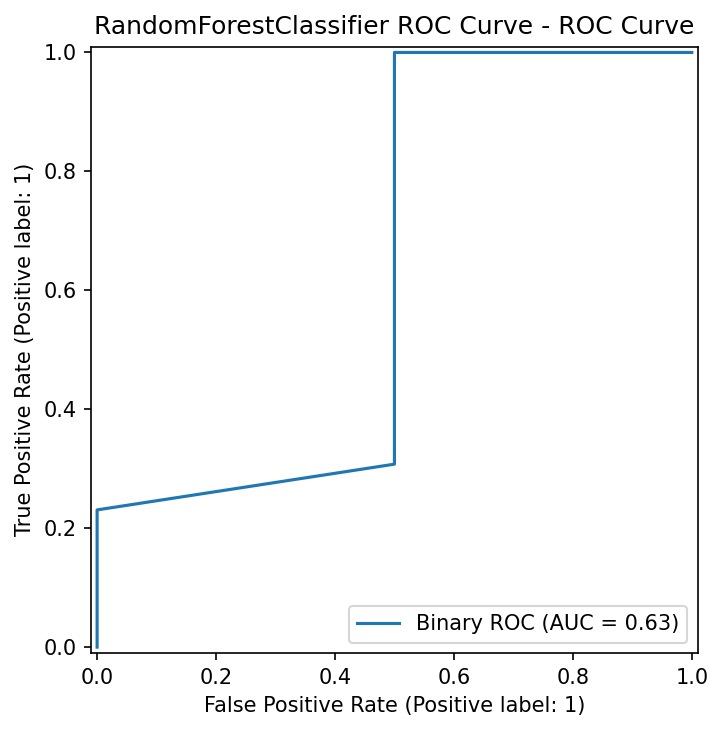 RandomForestClassifier ROC Curve - ROC Curve
1.0
0.8
0.6
0.4
0.2
0.0
True Positive Rate (Positive label: 1)
Binary ROC (AUC = 0.63)
0.0 0.2 0.4 0.6 0.8 1.0
False Positive Rate (Positive label: 1)